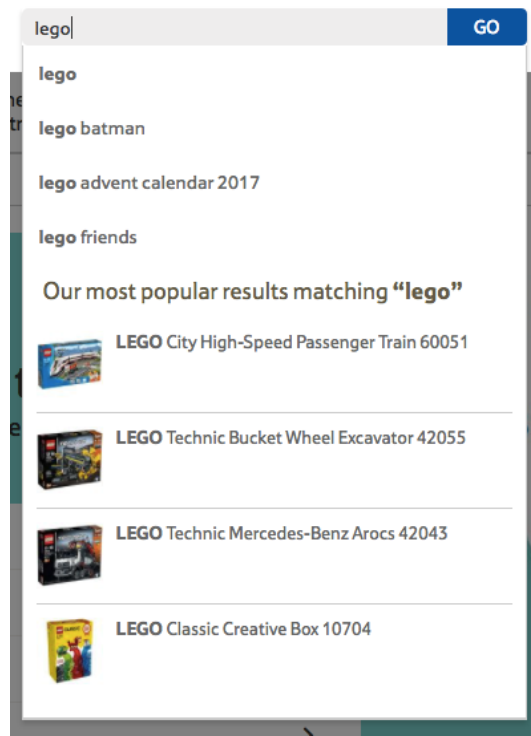 lego
GO
lego
lego batman
lego advent calendar 2017
lego friends
Our most popular results matching “lego”
LEGO City High-Speed Passenger Train 60051
LEGO Technic Bucket Wheel Excavator 42055
LEGO Technic Mercedes-Benz Arocs 42043
LEGO Classic Creative Box 10704